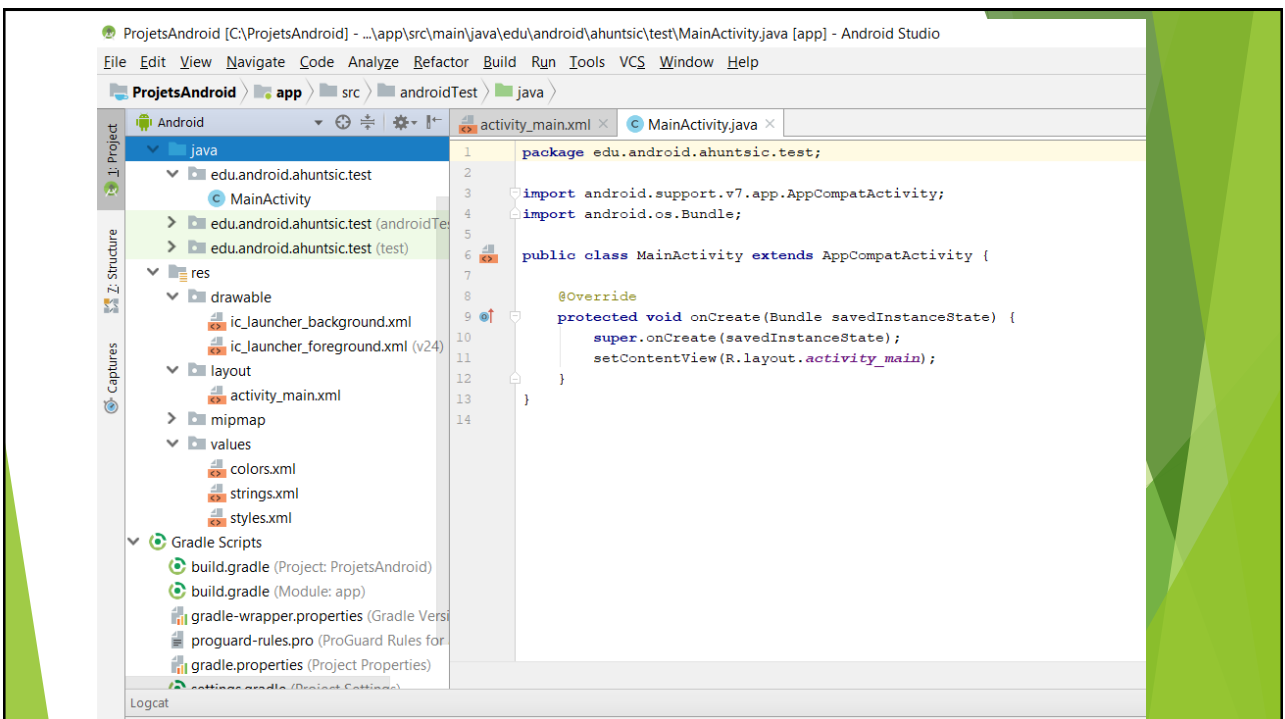 ProjetsAndroid [C:\ProjetsAndroid] - ...\app\src\main\java\edu\android\ahuntsic\test\MainActivity.java [app] - Android Studio
File Edit View Navigate Code Analyze Refactor Build Run Tools VCS Window Help
ProjetsAndroid app src androidTest java
1: Project
Z: Structure
Captures
Android
java
edu.android.ahuntsic.test
MainActivity
edu.android.ahuntsic.test (androidTes
edu.android.ahuntsic.test (test)
res
drawable
ic_launcher_background.xml
ic_launcher_foreground.xml (v24)
layout
activity_main.xml
mipmap
values
colors.xml
strings.xml
styles.xml
Gradle Scripts
build.gradle (Project: ProjetsAndroid)
build.gradle (Module: app)
gradle-wrapper.properties (Gradle Versi
proguard-rules.pro (ProGuard Rules for
gradle.properties (Project Properties)
settings.gradle (Project Settings)
activity_main.xml MainActivity.java
1 package edu.android.ahuntsic.test;
2
3 import android.support.v7.app.AppCompatActivity;
4 import android.os.Bundle;
5
6 public class MainActivity extends AppCompatActivity {
7
8 @Override
9 protected void onCreate(Bundle savedInstanceState) {
10 super.onCreate(savedInstanceState);
11 setContentView(R.layout.activity_main);
12 }
13 }
14
Logcat